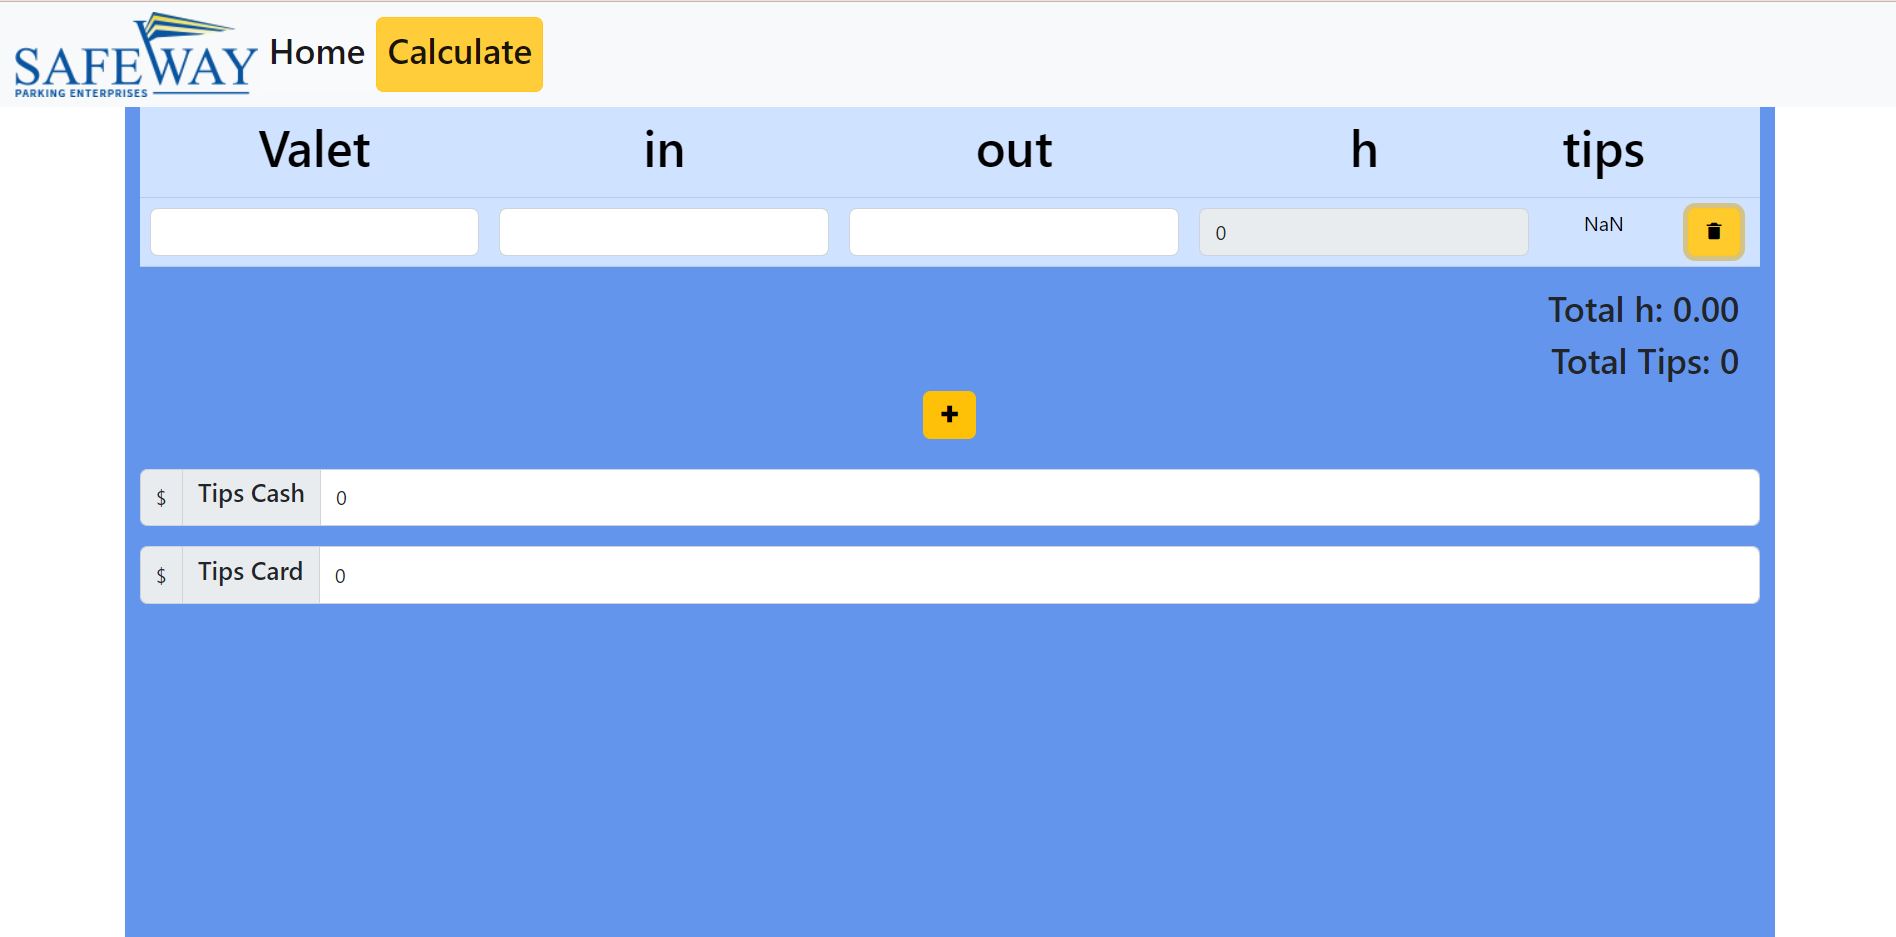 SAFEWAY
PARKING ENTERPRISES
Home Calculate
Valet in out h tips
0 NaN
Total h: 0.00
Total Tips: 0
+
$ Tips Cash 0
$ Tips Card 0